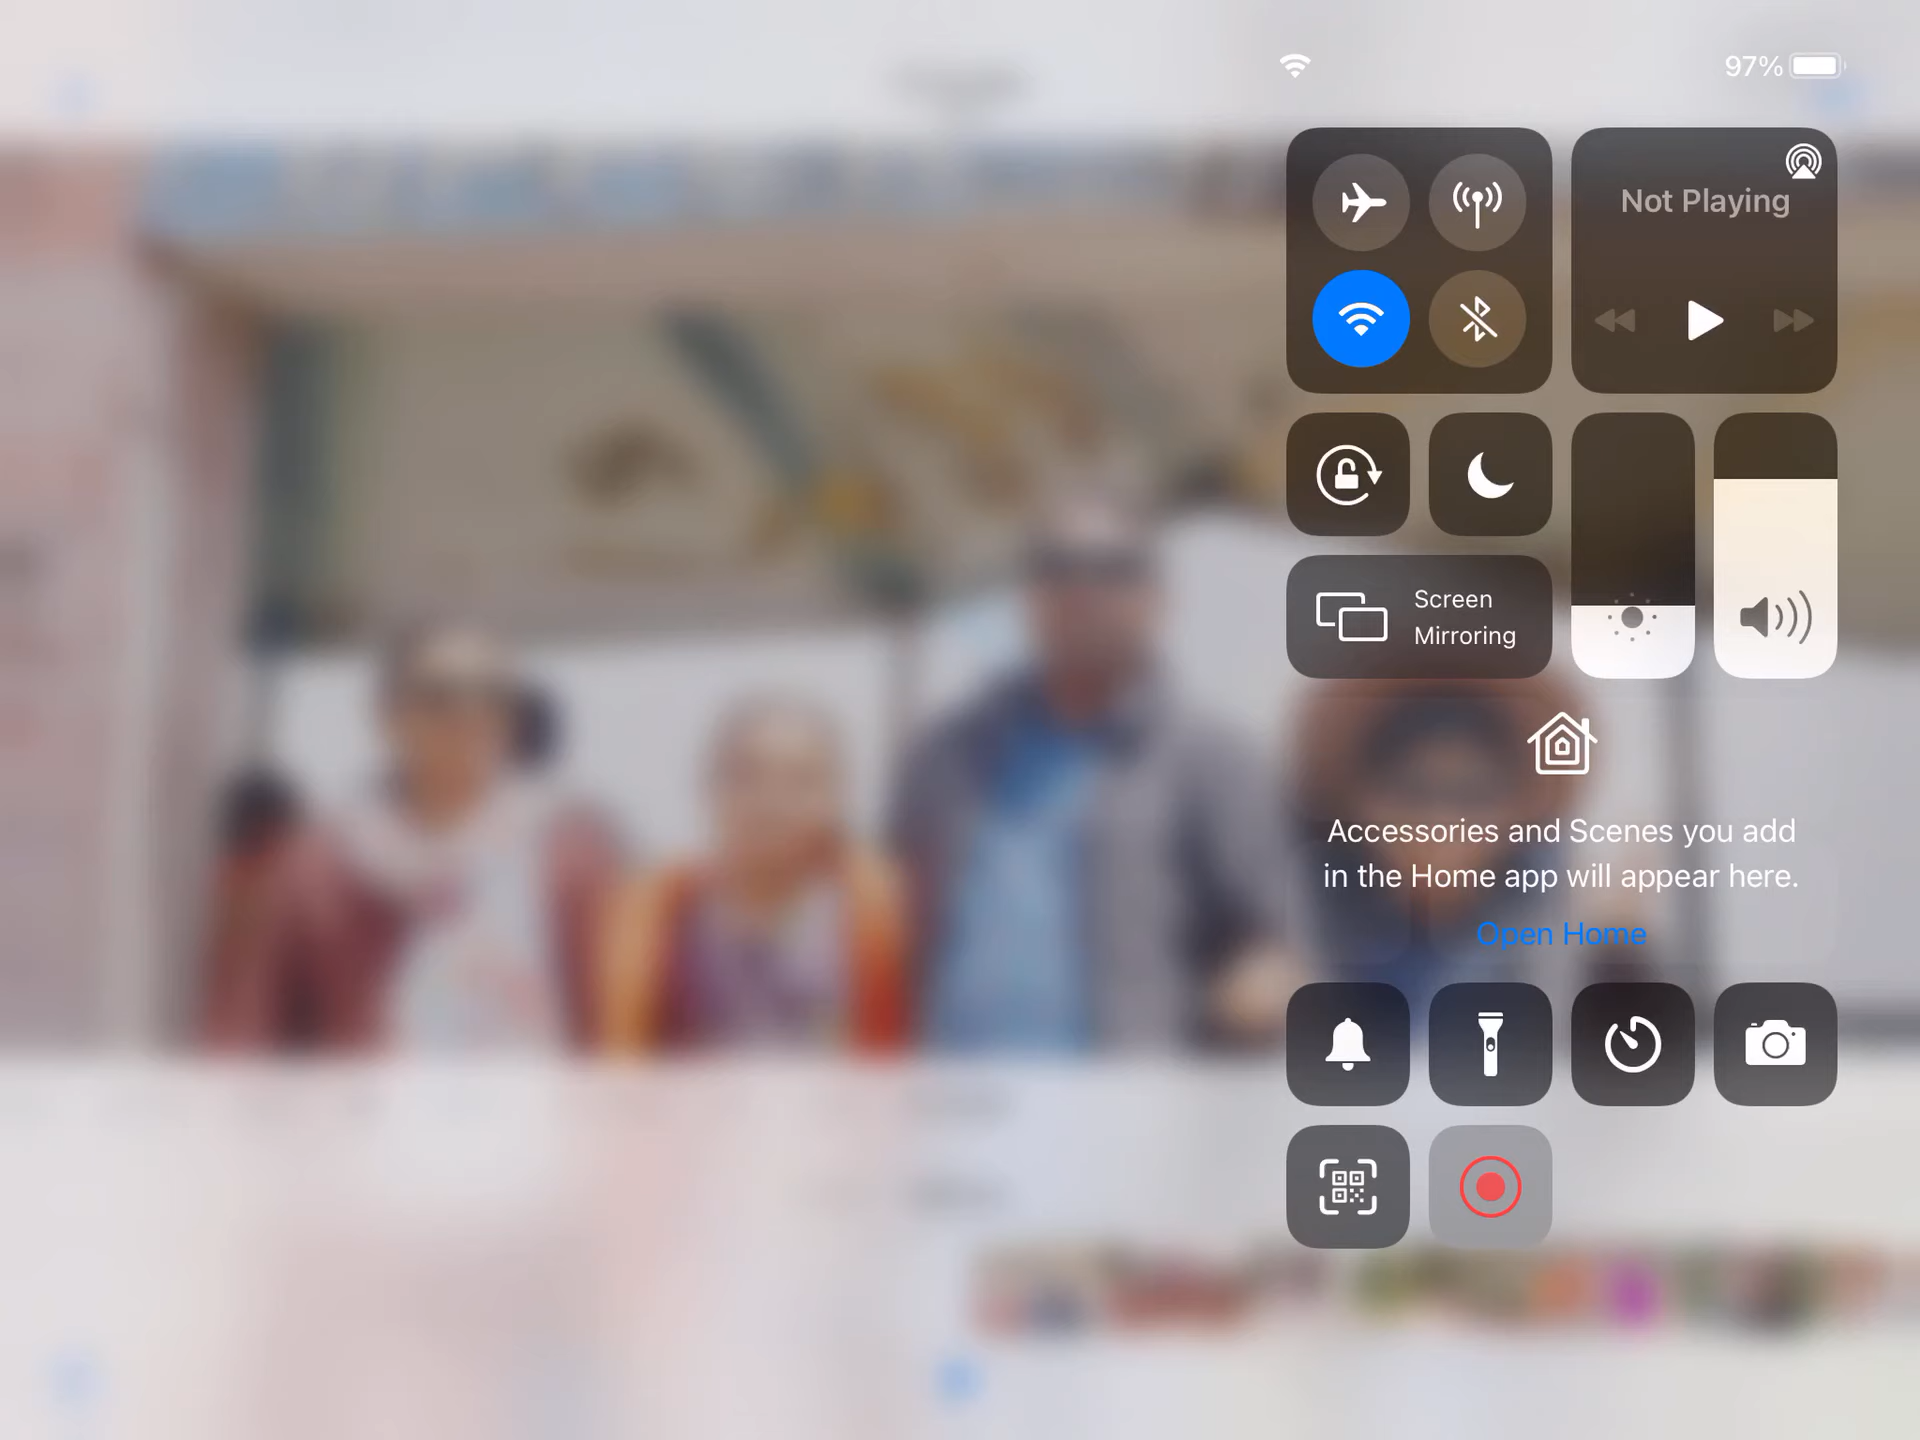 97%
Not Playing
Screen
Mirroring
Accessories and Scenes you add
in the Home app will appear here.
Open Home